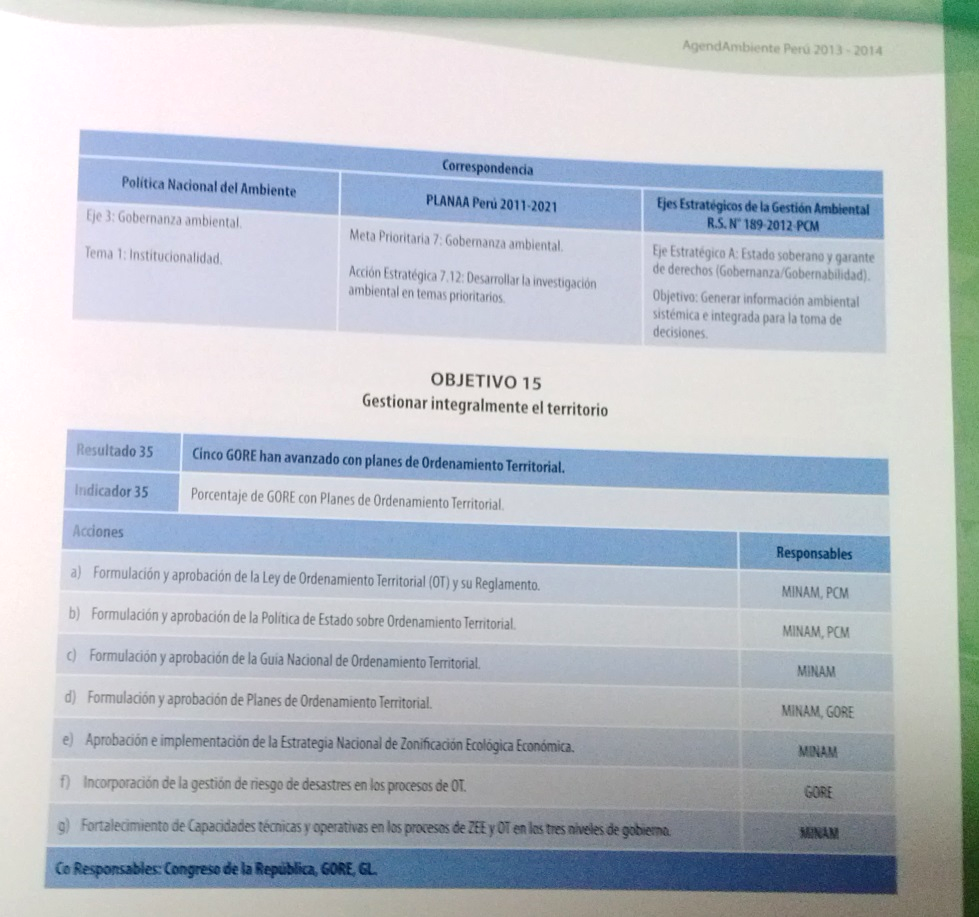 AgendAmbiente Perú 2013 - 2014
Correspondencia
Política Nacional del Ambiente
PLANAA Perú 2011-2021
Ejes Estratégicos de la Gestión Ambiental
R.S. N° 189-2012-PCM
Eje 3: Gobernanza ambiental.
Tema 1: Institucionalidad.
Meta Prioritaria 7: Gobernanza ambiental.
Acción Estratégica 7.12: Desarrollar la investigación
ambiental en temas prioritarios.
Eje Estratégico A: Estado soberano y garante
de derechos (Gobernanza/Gobernabilidad).
Objetivo: Generar información ambiental
sistémica e integrada para la toma de
decisiones.
OBJETIVO 15
Gestionar integralmente el territorio
Resultado 35
Cinco GORE han avanzado con planes de Ordenamiento Territorial.
Indicador 35
Porcentaje de GORE con Planes de Ordenamiento Territorial.
Acciones
Responsables
a) Formulación y aprobación de la Ley de Ordenamiento Territorial (OT) y su Reglamento.
MINAM, PCM
b) Formulación y aprobación de la Política de Estado sobre Ordenamiento Territorial.
MINAM, PCM
c) Formulación y aprobación de la Guia Nacional de Ordenamiento Territorial.
MINAM
d) Formulación y aprobación de Planes de Ordenamiento Territorial.
MINAM, GORE
e) Aprobación e implementación de la Estrategia Nacional de Zonificación Ecológica Económica.
MINAM
f) Incorporación de la gestión de riesgo de desastres en los procesos de OT.
GORE
g) Fortalecimiento de Capacidades técnicas y operativas en los procesos de ZEE y OT en los tres niveles de gobierno.
MINAM
Co Responsables: Congreso de la República, GORE, GL.